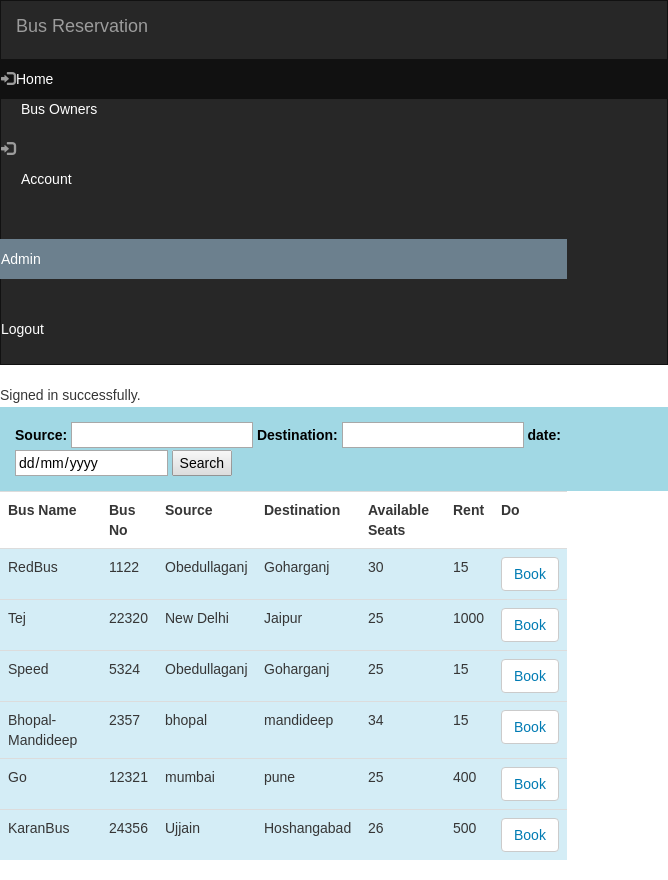 Bus Reservation
Home
Bus Owners
Account
Admin
Logout
Signed in successfully.
Source: Destination: date:
dd/mm/yyyy Search
Bus Name Bus No Source Destination Available Seats Rent Do
RedBus 1122 Obedullaganj Goharganj 30 15 Book
Tej 22320 New Delhi Jaipur 25 1000 Book
Speed 5324 Obedullaganj Goharganj 25 15 Book
Bhopal-Mandideep 2357 bhopal mandideep 34 15 Book
Go 12321 mumbai pune 25 400 Book
KaranBus 24356 Ujjain Hoshangabad 26 500 Book